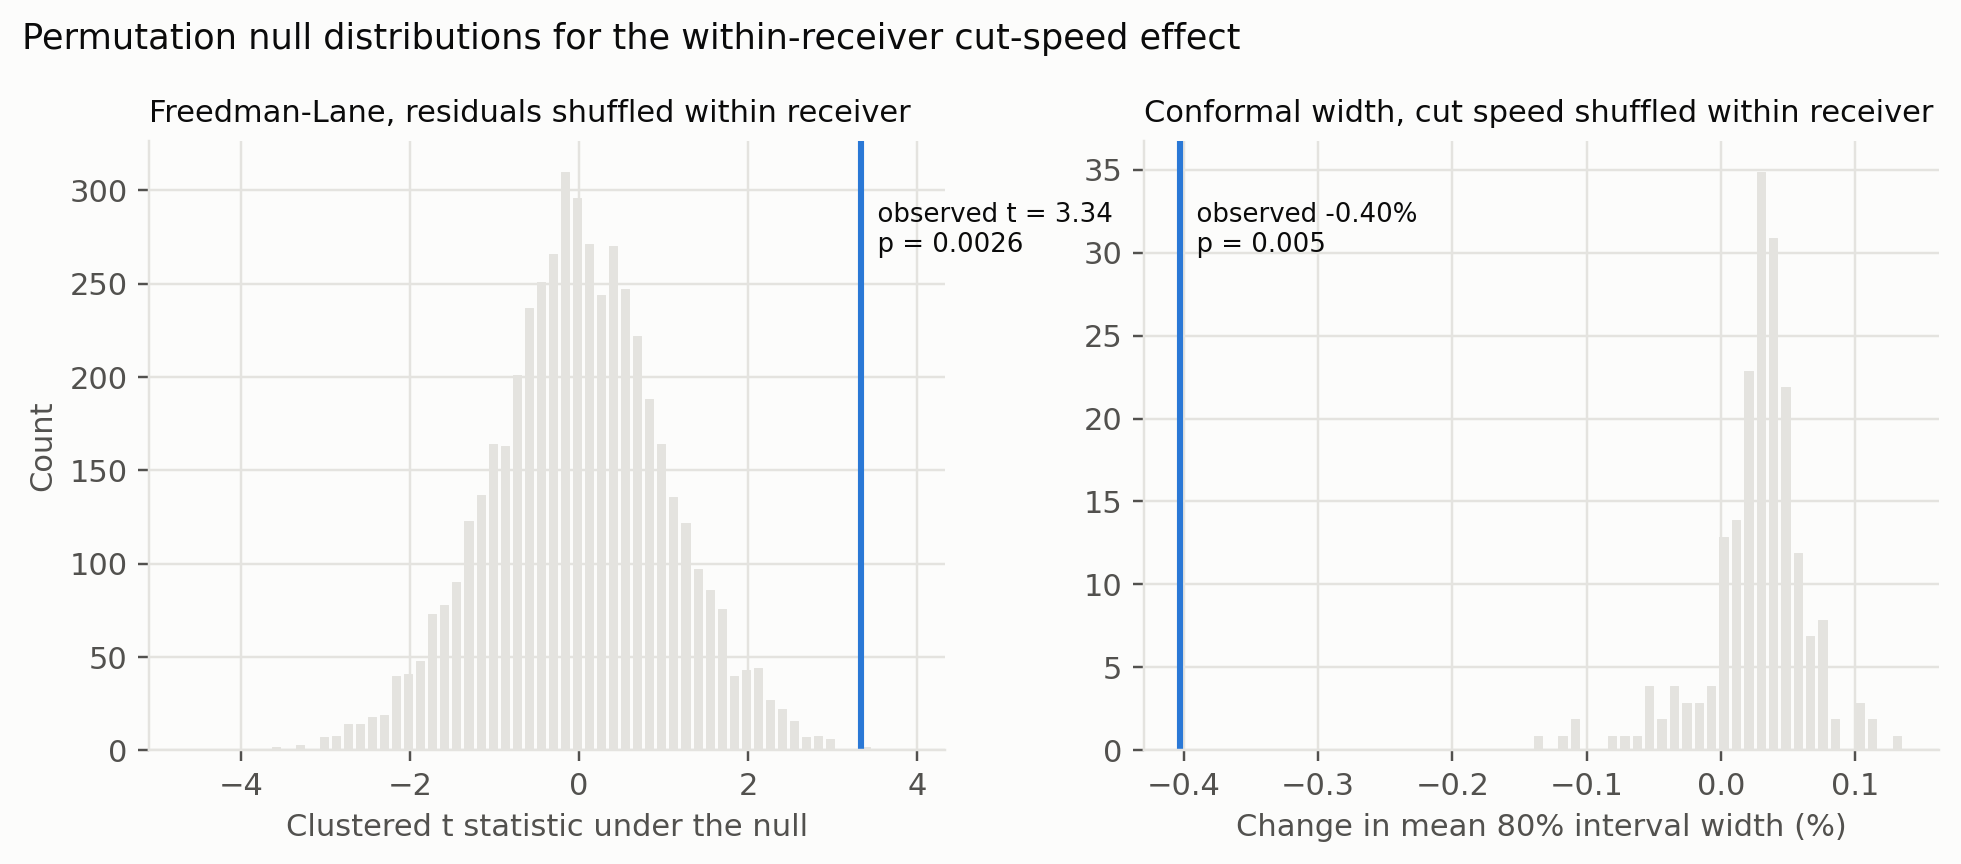 Permutation null distributions for the within-receiver cut-speed effect
Freedman-Lane, residuals shuffled within receiver
300
250
200
150
100
50
0
Count
observed t = 3.34
p = 0.0026
−4
−2
0
2
4
Clustered t statistic under the null
Conformal width, cut speed shuffled within receiver
35
30
25
20
15
10
5
0
observed -0.40%
p = 0.005
−0.4
−0.3
−0.2
−0.1
0.0
0.1
Change in mean 80% interval width (%)